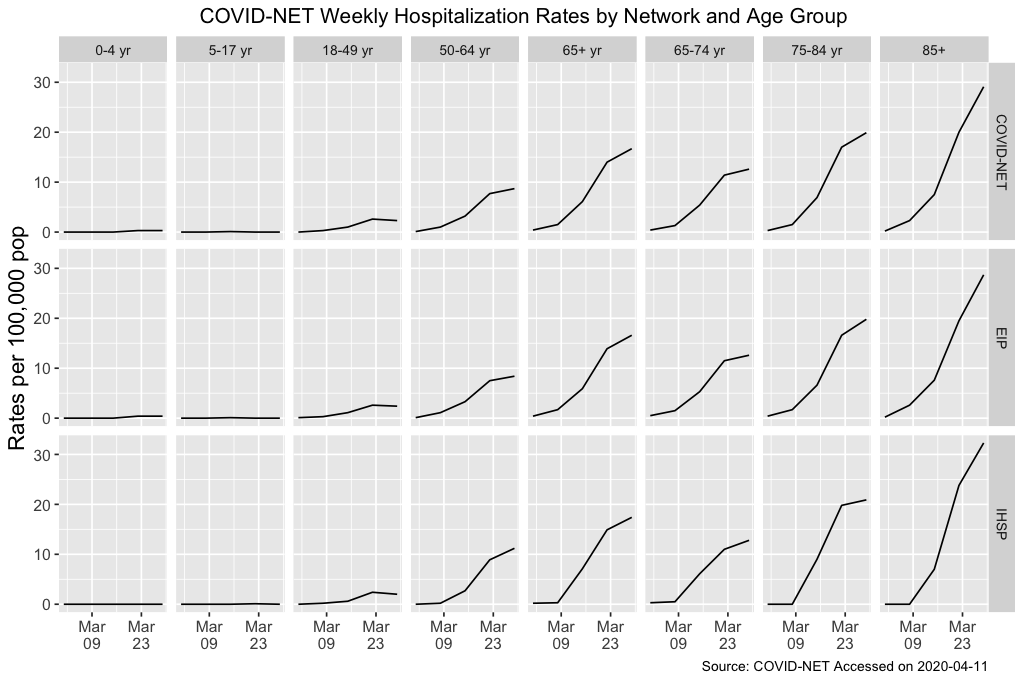 COVID-NET Weekly Hospitalization Rates by Network and Age Group
0-4 yr 5-17 yr 18-49 yr 50-64 yr 65+ yr 65-74 yr 75-84 yr 85+
Rates per 100,000 pop
30
20
10
0
COVID-NET
30
20
10
0
EIP
30
20
10
0
IHSP
Mar Mar Mar Mar Mar Mar Mar Mar Mar Mar Mar Mar Mar Mar Mar Mar
09 23 09 23 09 23 09 23 09 23 09 23 09 23 09 23
Source: COVID-NET Accessed on 2020-04-11